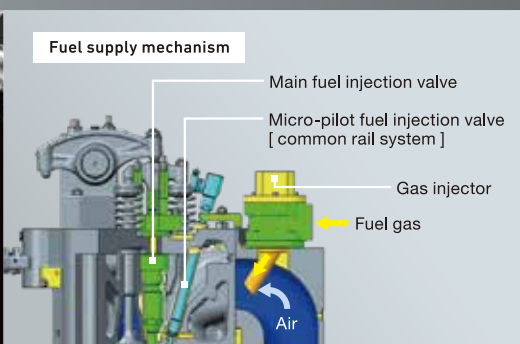 Fuel supply mechanism
Main fuel injection valve
Micro-pilot fuel injection valve
[ common rail system ]
Gas injector
Fuel gas
Air